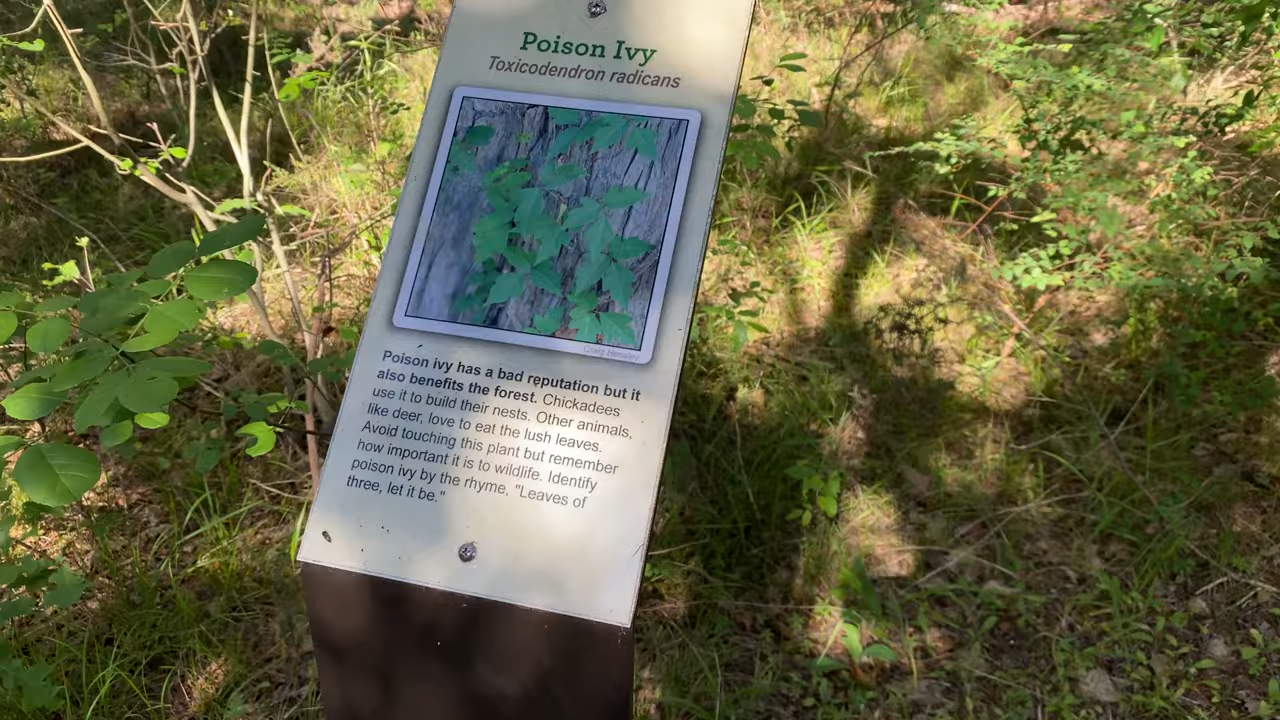 Poison Ivy
Toxicodendron radicans
Poison ivy has a bad reputation but it
also benefits the forest. Chickadees
use it to build their nests. Other animals,
like deer, love to eat the lush leaves.
Avoid touching this plant but remember
how important it is to wildlife. Identify
poison ivy by the rhyme, "Leaves of
three, let it be."